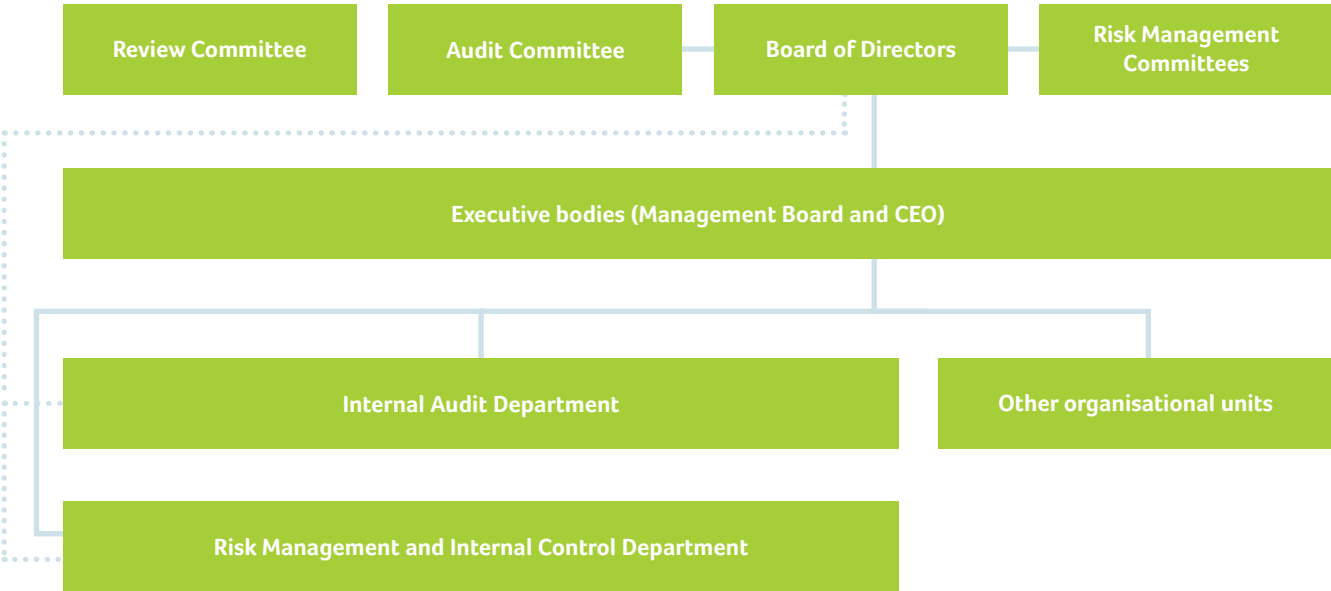 Review Committee
Audit Committee
Board of Directors
Risk Management
Committees
Executive bodies (Management Board and CEO)
Internal Audit Department
Other organisational units
Risk Management and Internal Control Department